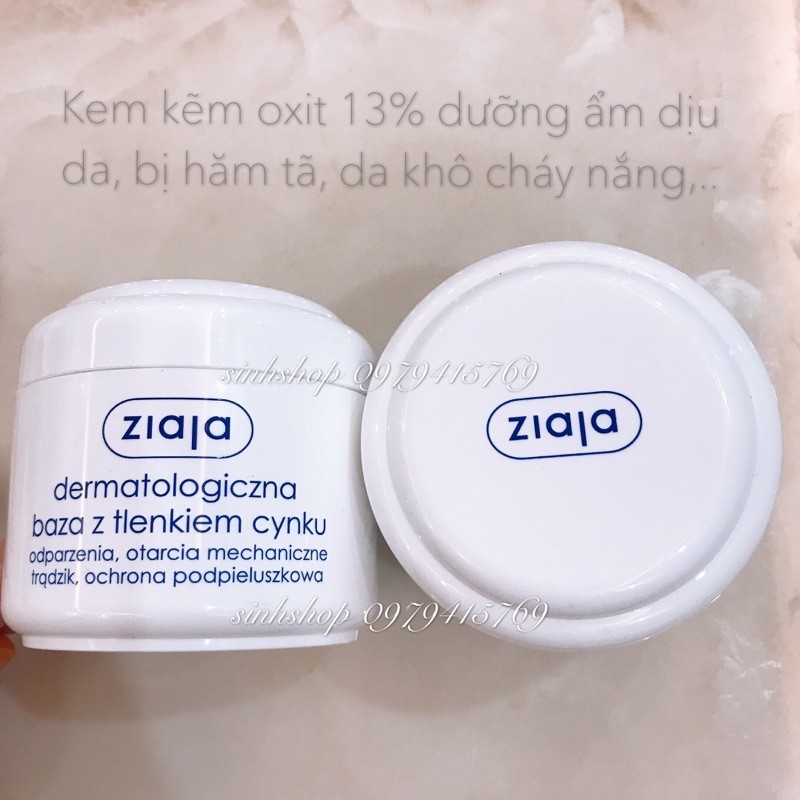 Kem kẽm oxit 13% dưỡng ẩm dịu
da, bị hăm tã, da khô cháy nắng,..
sinhshop 0979415769
ziaja
ziaja
dermatologiczna
baza z tlenkiem cynku
odparzenia, otarcia mechaniczne
trądzik, ochrona podpieluszkowa
sinhshop 0979415769